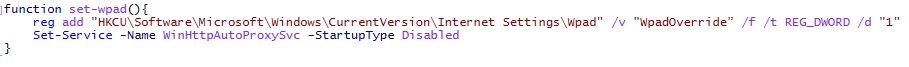 function set-wpad(){
reg add "HKCU\Software\Microsoft\Windows\CurrentVersion\Internet Settings\Wpad" /v "WpadOverride” /f /t REG_DWORD /d "1"
Set-Service -Name WinHttpAutoProxySvc -StartupType Disabled
}